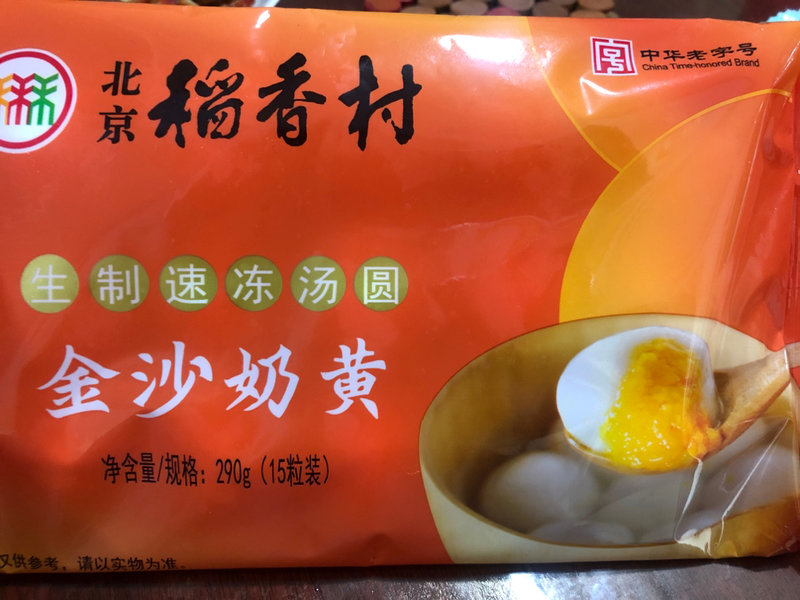 北京 稻香村
中华老字号
China Time-honored Brand
生制速冻汤圆
金沙奶黄
净含量/规格：290g（15粒装）
仅供参考，请以实物为准。